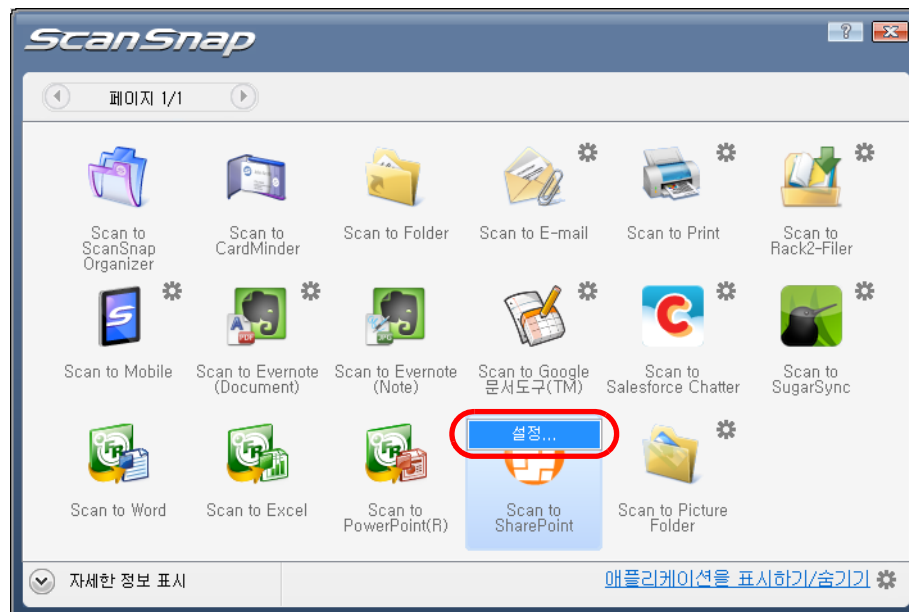 ScanSnap
페이지 1/1
Scan to
ScanSnap
Organizer
Scan to
CardMinder
Scan to Folder
Scan to E-mail
Scan to Print
Scan to
Rack2-Filer
Scan to Mobile
Scan to Evernote
(Document)
Scan to Evernote
(Note)
Scan to Google
문서도구(TM)
Scan to
Salesforce Chatter
Scan to
SugarSync
설정...
Scan to Word
Scan to Excel
Scan to
PowerPoint(R)
Scan to
SharePoint
Scan to Picture
Folder
자세한 정보 표시
애플리케이션을 표시하기/숨기기